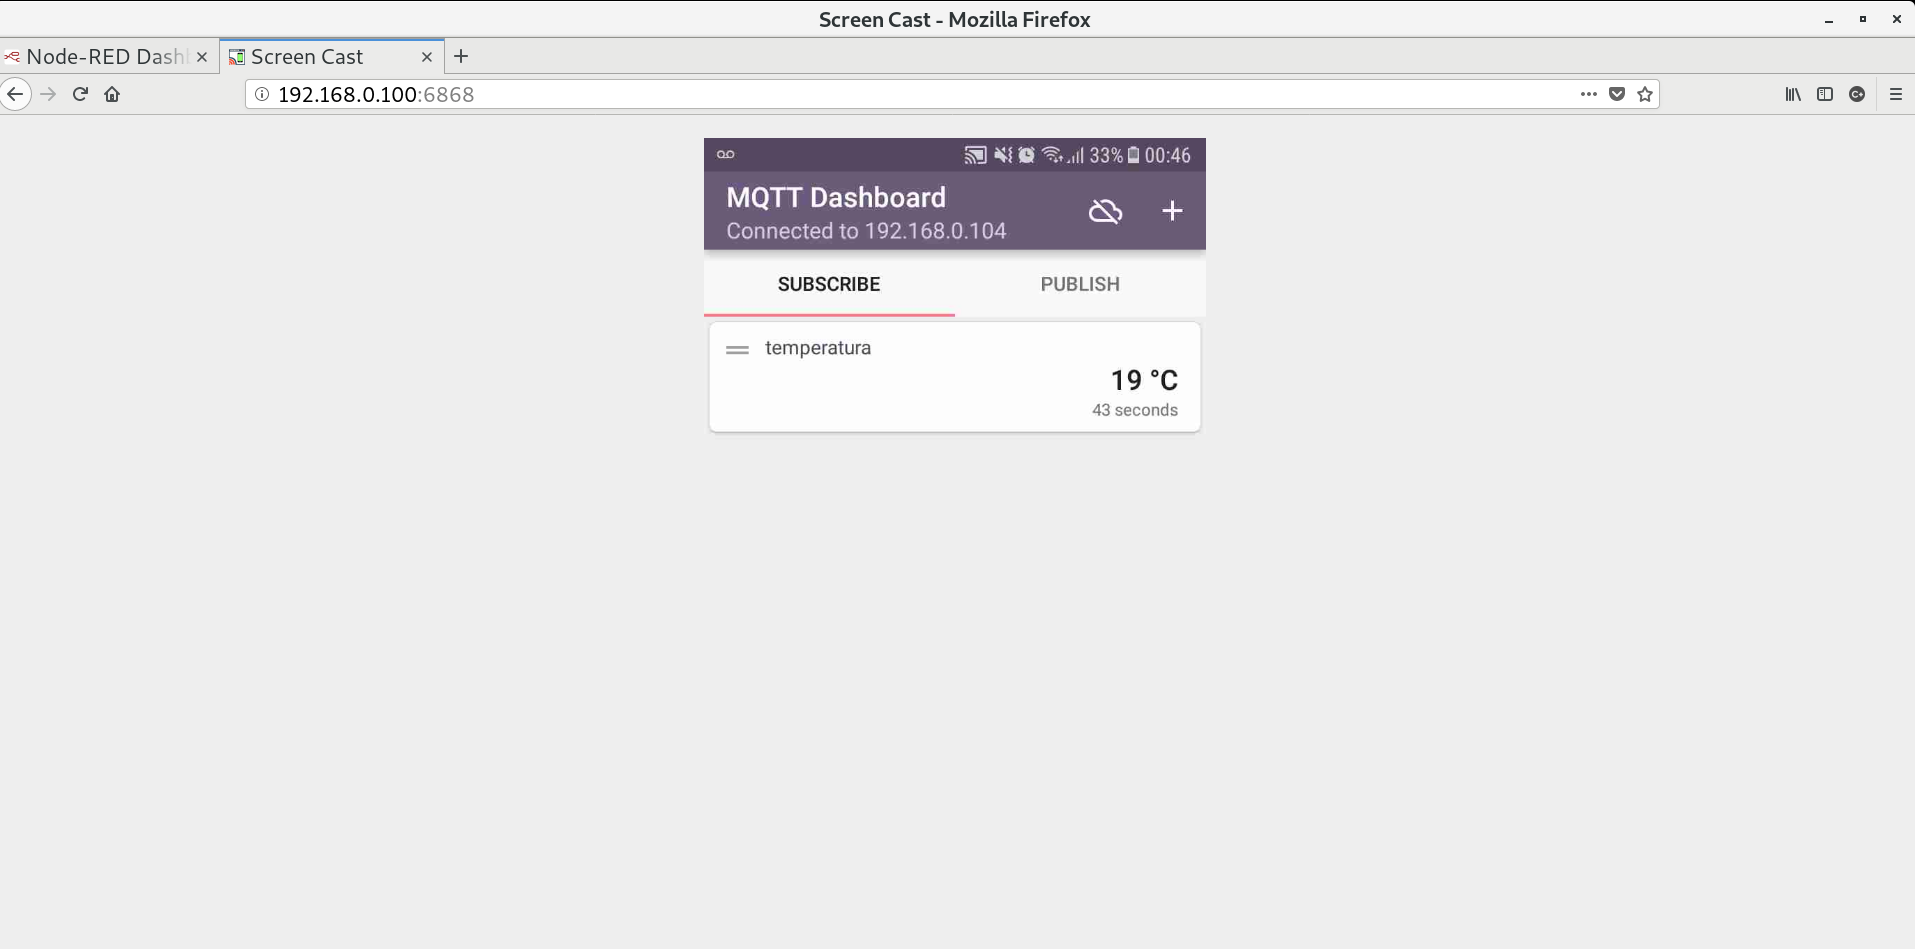 Screen Cast - Mozilla Firefox
Node-RED Dash
Screen Cast
192.168.0.100:6868
33% 00:46
MQTT Dashboard
Connected to 192.168.0.104
SUBSCRIBE PUBLISH
temperatura
19 °C
43 seconds